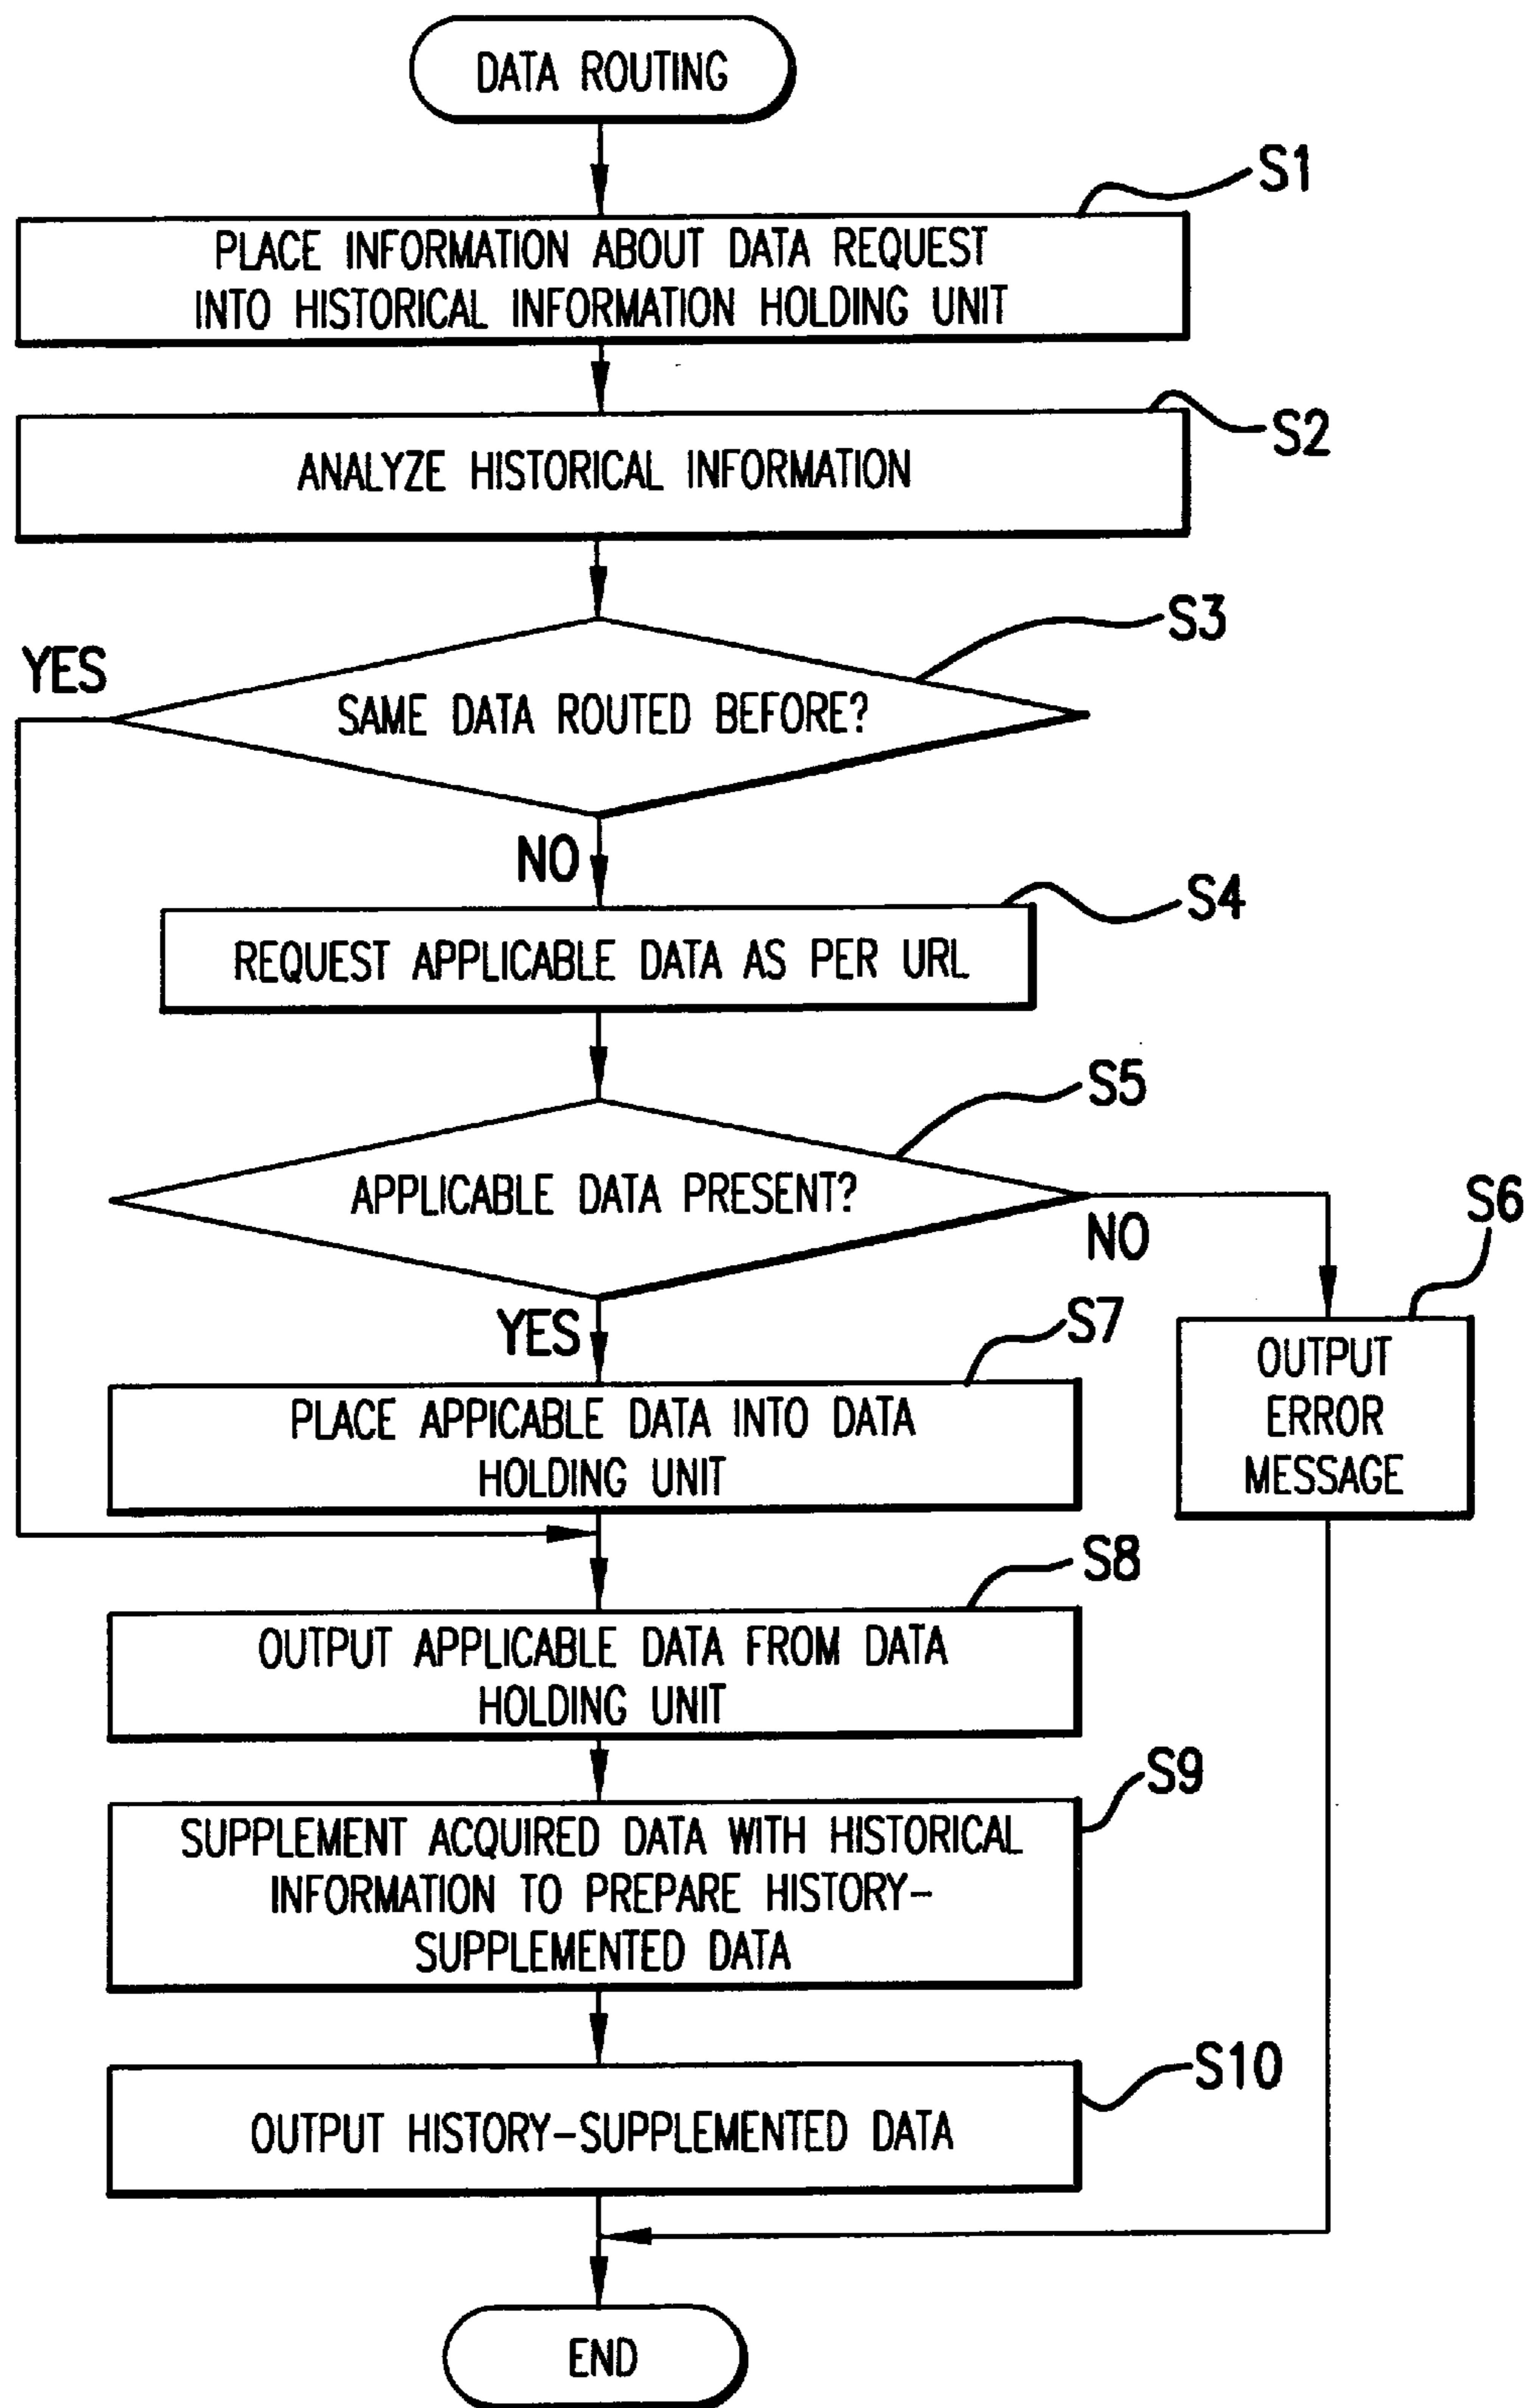 DATA ROUTING
S1
PLACE INFORMATION ABOUT DATA REQUEST
INTO HISTORICAL INFORMATION HOLDING UNIT
S2
ANALYZE HISTORICAL INFORMATION
S3
YES
SAME DATA ROUTED BEFORE?
NO
S4
REQUEST APPLICABLE DATA AS PER URL
S5
APPLICABLE DATA PRESENT?
NO
S6
YES
S7
OUTPUT
ERROR
MESSAGE
PLACE APPICABLE DATA INTO DATA
HOLDING UNIT
S8
OUTPUT APPLICABLE DATA FROM DATA
HOLDING UNIT
S9
SUPPLEMENT ACQUIRED DATA WITH HISTORICAL
INFORMATION TO PREPARE HISTORY-
SUPPLEMENTED DATA
S10
OUTPUT HISTORY-SUPPLEMENTED DATA
END